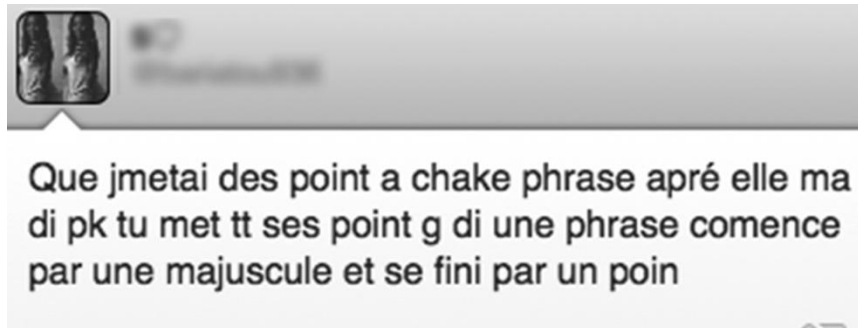 Que jmetai des point a chake phrase apré elle ma
di pk tu met tt ses point g di une phrase comence
par une majuscule et se fini par un poin